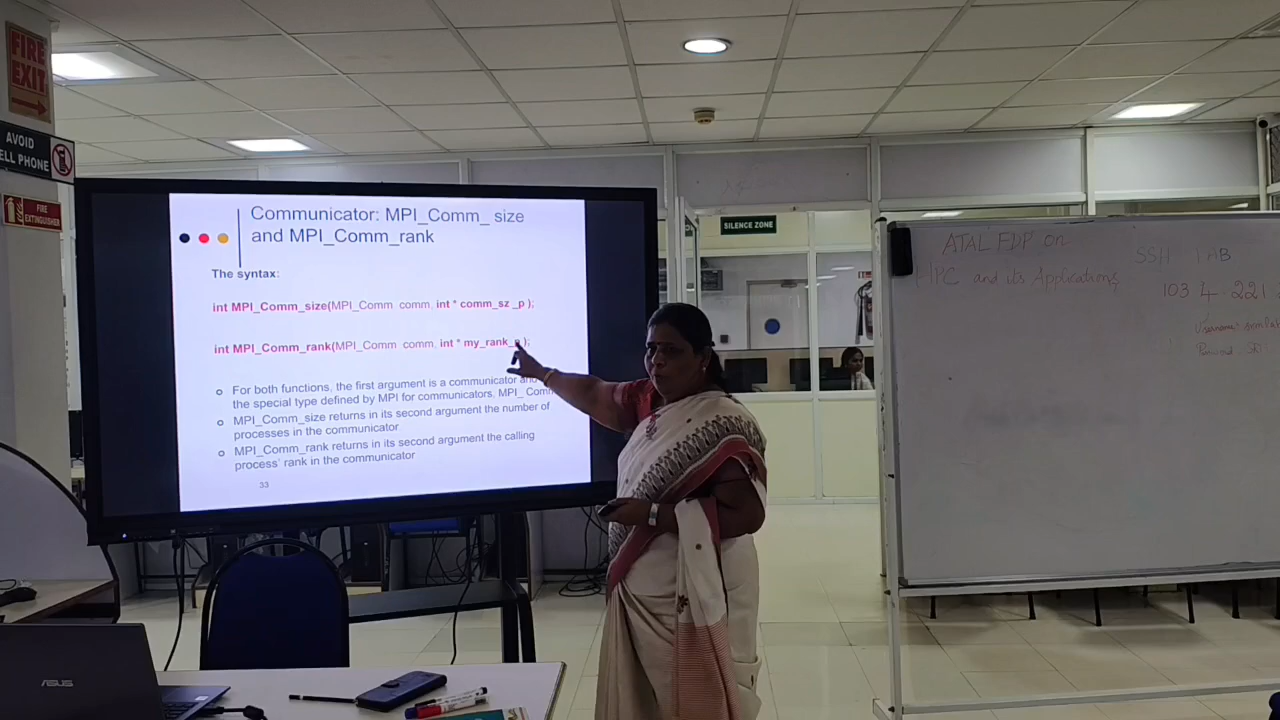 FIRE
EXIT
AVOID
CELL PHONE
FIRE
EXTINGUISHER
Communicator: MPI_Comm_ size
and MPI_Comm_rank
The syntax:
int MPI_Comm_size(MPI_Comm comm, int * comm_sz _p );
int MPI_Comm_rank(MPI_Comm comm, int * my_rank_ );
For both functions, the first argument is a communicator and
the special type defined by MPI for communicators, MPI_Comm
MPI_Comm_size returns in its second argument the number of
processes in the communicator
MPI_Comm_rank returns in its second argument the calling
process' rank in the communicator
33
SILENCE ZONE
ATAL FDP on
HPC and its Applications
SSH
103 4.221
ASUS